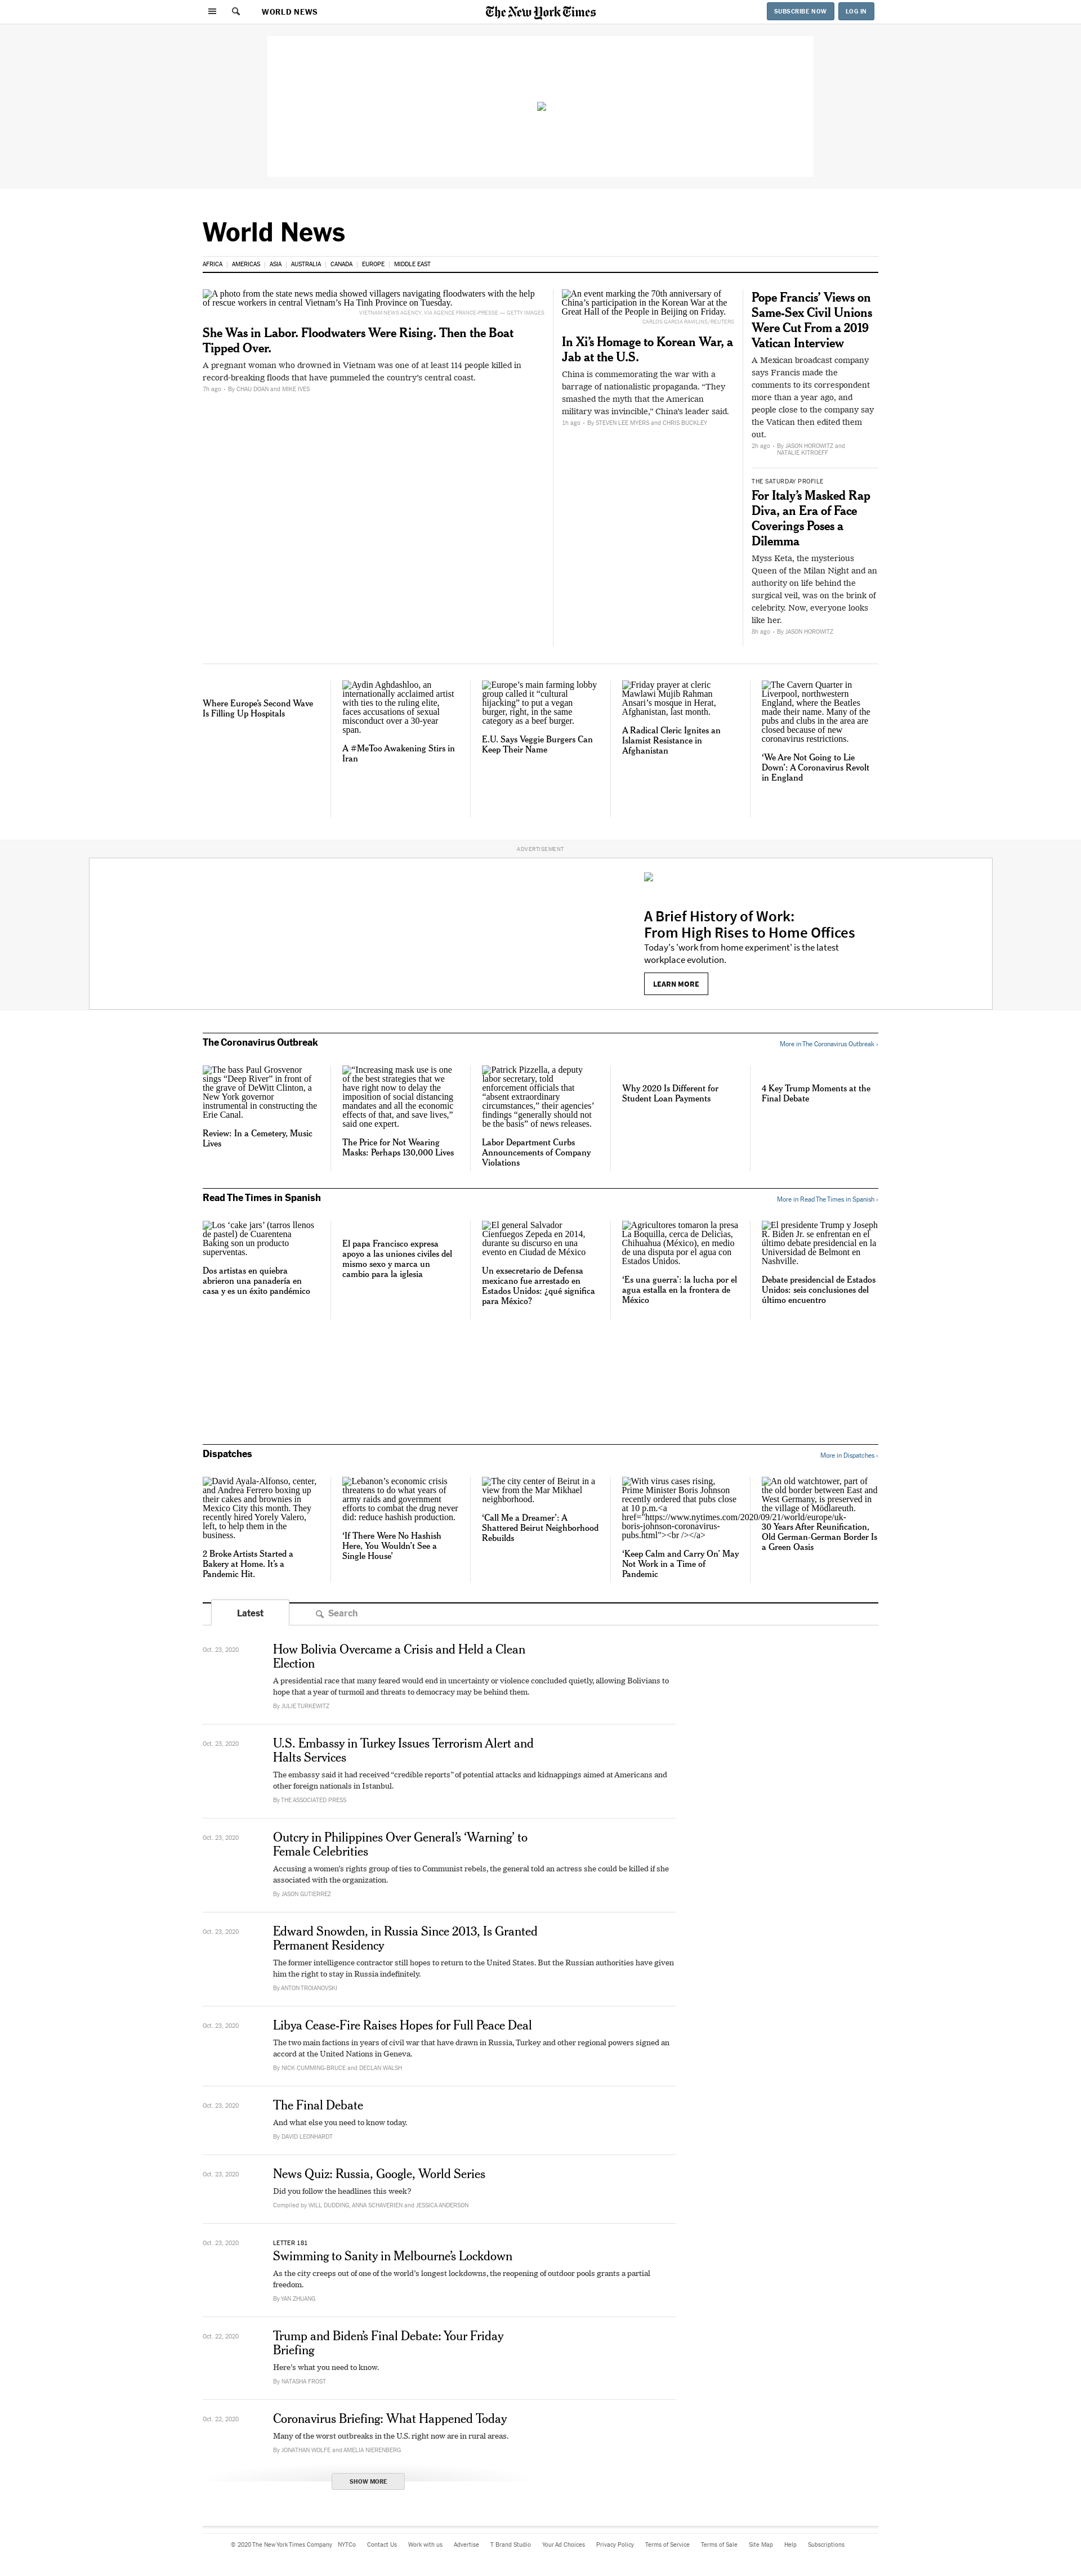 WORLD NEWS
The New York Times
SUBSCRIBE NOW
LOG IN
World News
AFRICA
AMERICAS
ASIA
AUSTRALIA
CANADA
EUROPE
MIDDLE EAST
A photo from the state news media showed villagers navigating floodwaters with the help
of rescue workers in central Vietnam's Ha Tinh Province on Tuesday.
VIETNAM NEWS AGENCY, VIA AGENCE FRANCE-PRESSE — GETTY IMAGES
She Was in Labor. Floodwaters Were Rising. Then the Boat
Tipped Over.
A pregnant woman who drowned in Vietnam was one of at least 114 people killed in
record-breaking floods that have pummeled the country's central coast.
7h ago · By CHAU DOAN and MIKE IVES
An event marking the 70th anniversary of
China's participation in the Korean War at the
Great Hall of the People in Beijing on Friday.
CARLOS GARCIA RAWLINS/REUTERS
In Xi's Homage to Korean War, a
Jab at the U.S.
China is commemorating the war with a
barrage of nationalistic propaganda. “They
smashed the myth that the American
military was invincible,” China's leader said.
1h ago · By STEVEN LEE MYERS and CHRIS BUCKLEY
Pope Francis' Views on
Same-Sex Civil Unions
Were Cut From a 2019
Vatican Interview
A Mexican broadcast company
says Francis made the
comments to its correspondent
more than a year ago, and
people close to the company say
the Vatican then edited them
out.
2h ago · By JASON HOROWITZ and
NATALIE KITROEFF
THE SATURDAY PROFILE
For Italy's Masked Rap
Diva, an Era of Face
Coverings Poses a
Dilemma
Myss Keta, the mysterious
Queen of the Milan Night and an
authority on life behind the
surgical veil, was on the brink of
celebrity. Now, everyone looks
like her.
8h ago · By JASON HOROWITZ
Where Europe's Second Wave
Is Filling Up Hospitals
Aydin Aghdashloo, an
internationally acclaimed artist
with ties to the ruling elite,
faces accusations of sexual
misconduct over a 30-year
span.
A #MeToo Awakening Stirs in
Iran
Europe's main farming lobby
group called it “cultural
hijacking” to put a vegan
burger, right, in the same
category as a beef burger.
E.U. Says Veggie Burgers Can
Keep Their Name
Friday prayer at cleric
Mawlawi Mujib Rahman
Ansari's mosque in Herat,
Afghanistan, last month.
A Radical Cleric Ignites an
Islamist Resistance in
Afghanistan
The Cavern Quarter in
Liverpool, northwestern
England, where the Beatles
made their name. Many of the
pubs and clubs in the area are
closed because of new
coronavirus restrictions.
‘We Are Not Going to Lie
Down’: A Coronavirus Revolt
in England
ADVERTISEMENT
A Brief History of Work:
From High Rises to Home Offices
Today's 'work from home experiment' is the latest
workplace evolution.
LEARN MORE
The Coronavirus Outbreak
More in The Coronavirus Outbreak ›
The bass Paul Grosvenor
sings “Deep River” in front of
the grave of DeWitt Clinton, a
New York governor
instrumental in constructing the
Erie Canal.
Review: In a Cemetery, Music
Lives
“Increasing mask use is one
of the best strategies that we
have right now to delay the
imposition of social distancing
mandates and all the economic
effects of that, and save lives,”
said one expert.
The Price for Not Wearing
Masks: Perhaps 130,000 Lives
Patrick Pizzella, a deputy
labor secretary, told
enforcement officials that
“absent extraordinary
circumstances,” their agencies'
findings “generally should not
be the basis” of news releases.
Labor Department Curbs
Announcements of Company
Violations
Why 2020 Is Different for
Student Loan Payments
4 Key Trump Moments at the
Final Debate
Read The Times in Spanish
More in Read The Times in Spanish ›
Los ‘cake jars’ (tarros llenos
de pastel) de Cuarentena
Baking son un producto
superventas.
Dos artistas en quiebra
abrieron una panadería en
casa y es un éxito pandémico
El papa Francisco expresa
apoyo a las uniones civiles del
mismo sexo y marca un
cambio para la iglesia
El general Salvador
Cienfuegos Zepeda en 2014,
durante su discurso en una
evento en Ciudad de México
Un exsecretario de Defensa
mexicano fue arrestado en
Estados Unidos: ¿qué significa
para México?
Agricultores tomaron la presa
La Boquilla, cerca de Delicias,
Chihuahua (México), en medio
de una disputa por el agua con
Estados Unidos.
‘Es una guerra’: la lucha por el
agua estalla en la frontera de
México
El presidente Trump y Joseph
R. Biden Jr. se enfrentan en el
último debate presidencial en la
Universidad de Belmont en
Nashville.
Debate presidencial de Estados
Unidos: seis conclusiones del
último encuentro
Dispatches
More in Dispatches ›
David Ayala-Alfonso, center,
and Andrea Ferrero boxing up
their cakes and brownies in
Mexico City this month. They
recently hired Yorely Valero,
left, to help them in the
business.
2 Broke Artists Started a
Bakery at Home. It's a
Pandemic Hit.
Lebanon's economic crisis
threatens to do what years of
army raids and government
efforts to combat the drug never
did: reduce hashish production.
‘If There Were No Hashish
Here, You Wouldn't See a
Single House’
The city center of Beirut in a
view from the Mar Mikhael
neighborhood.
‘Call Me a Dreamer’: A
Shattered Beirut Neighborhood
Rebuilds
With virus cases rising,
Prime Minister Boris Johnson
recently ordered that pubs close
at 10 p.m.<a
href="https://www.nytimes.com/2020/09/21/world/europe/uk-
boris-johnson-coronavirus-
pubs.html"><br /></a>
‘Keep Calm and Carry On’ May
Not Work in a Time of
Pandemic
An old watchtower, part of
the old border between East and
West Germany, is preserved in
the village of Mödlareuth.
30 Years After Reunification,
Old German-German Border Is
a Green Oasis
Latest
Search
Oct. 23, 2020
How Bolivia Overcame a Crisis and Held a Clean
Election
A presidential race that many feared would end in uncertainty or violence concluded quietly, allowing Bolivians to
hope that a year of turmoil and threats to democracy may be behind them.
By JULIE TURKEWITZ
Oct. 23, 2020
U.S. Embassy in Turkey Issues Terrorism Alert and
Halts Services
The embassy said it had received “credible reports” of potential attacks and kidnappings aimed at Americans and
other foreign nationals in Istanbul.
By THE ASSOCIATED PRESS
Oct. 23, 2020
Outcry in Philippines Over General's ‘Warning’ to
Female Celebrities
Accusing a women's rights group of ties to Communist rebels, the general told an actress she could be killed if she
associated with the organization.
By JASON GUTIERREZ
Oct. 23, 2020
Edward Snowden, in Russia Since 2013, Is Granted
Permanent Residency
The former intelligence contractor still hopes to return to the United States. But the Russian authorities have given
him the right to stay in Russia indefinitely.
By ANTON TROIANOVSKI
Oct. 23, 2020
Libya Cease-Fire Raises Hopes for Full Peace Deal
The two main factions in years of civil war that have drawn in Russia, Turkey and other regional powers signed an
accord at the United Nations in Geneva.
By NICK CUMMING-BRUCE and DECLAN WALSH
Oct. 23, 2020
The Final Debate
And what else you need to know today.
By DAVID LEONHARDT
Oct. 23, 2020
News Quiz: Russia, Google, World Series
Did you follow the headlines this week?
Compiled by WILL DUDDING, ANNA SCHAVERIEN and JESSICA ANDERSON
Oct. 23, 2020
LETTER 181
Swimming to Sanity in Melbourne's Lockdown
As the city creeps out of one of the world's longest lockdowns, the reopening of outdoor pools grants a partial
freedom.
By YAN ZHUANG
Oct. 22, 2020
Trump and Biden's Final Debate: Your Friday
Briefing
Here's what you need to know.
By NATASHA FROST
Oct. 22, 2020
Coronavirus Briefing: What Happened Today
Many of the worst outbreaks in the U.S. right now are in rural areas.
By JONATHAN WOLFE and AMELIA NIERENBERG
SHOW MORE
© 2020 The New York Times Company
NYTCo
Contact Us
Work with us
Advertise
T Brand Studio
Your Ad Choices
Privacy Policy
Terms of Service
Terms of Sale
Site Map
Help
Subscriptions